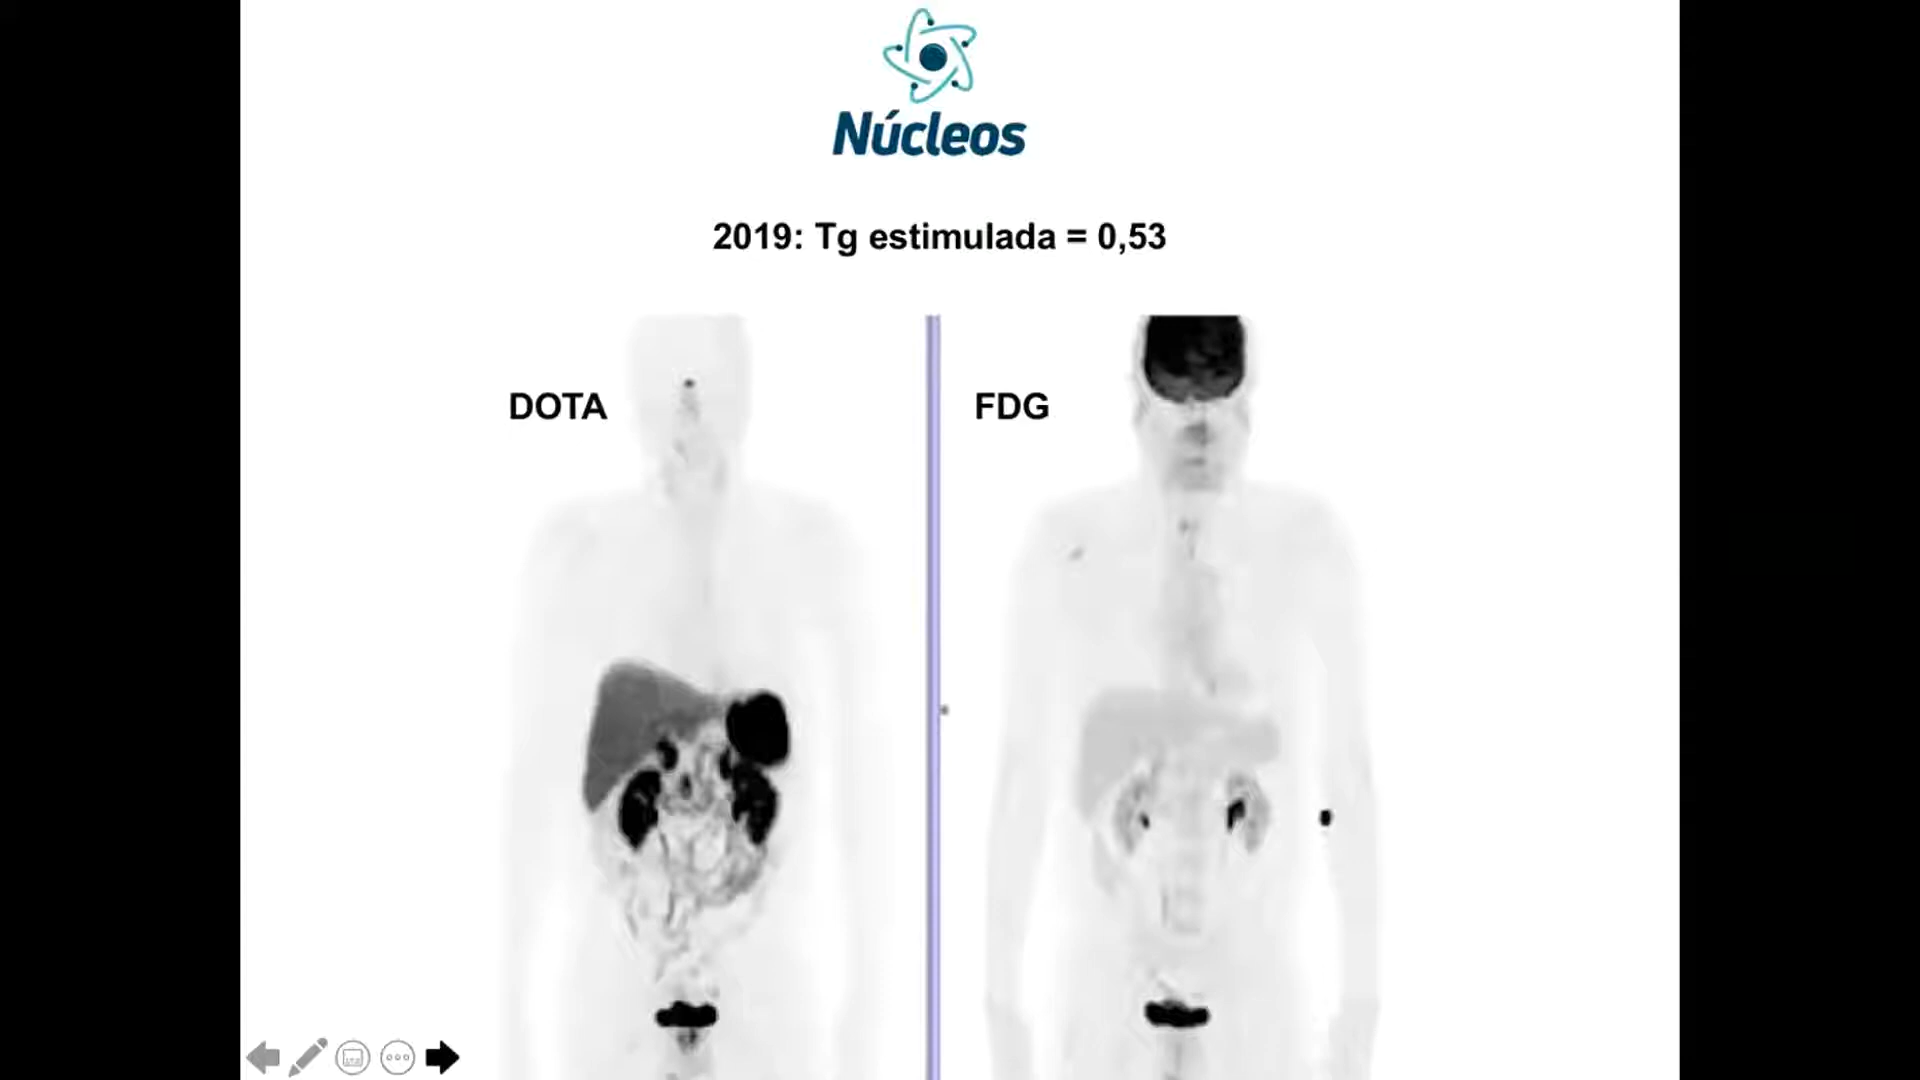 Núcleos
2019: Tg estimulada = 0,53
DOTA
FDG